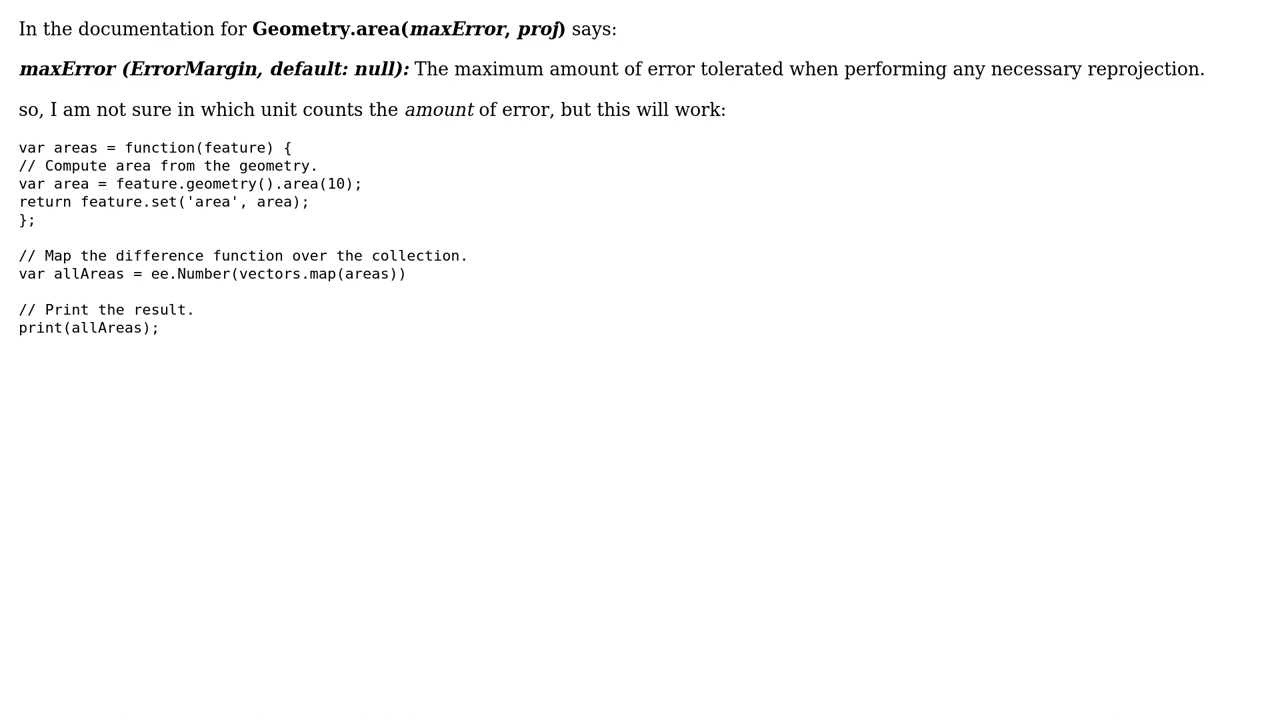 In the documentation for Geometry.area(maxError, proj) says:
maxError (ErrorMargin, default: null): The maximum amount of error tolerated when performing any necessary reprojection.
so, I am not sure in which unit counts the amount of error, but this will work:
var areas = function(feature) {
// Compute area from the geometry.
var area = feature.geometry().area(10);
return feature.set('area', area);
};
// Map the difference function over the collection.
var allAreas = ee.Number(vectors.map(areas))
// Print the result.
print(allAreas);